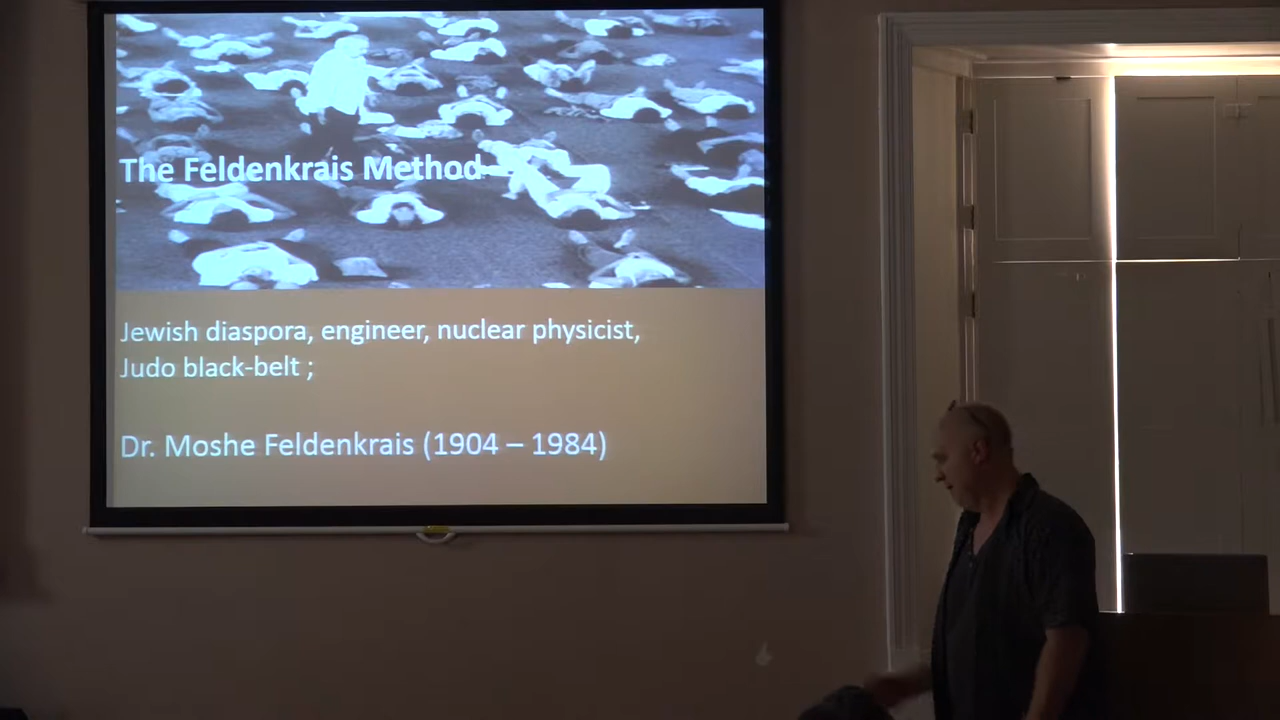 The Feldenkrais Method
Jewish diaspora, engineer, nuclear physicist,
Judo black-belt ;
Dr. Moshe Feldenkrais (1904 – 1984)